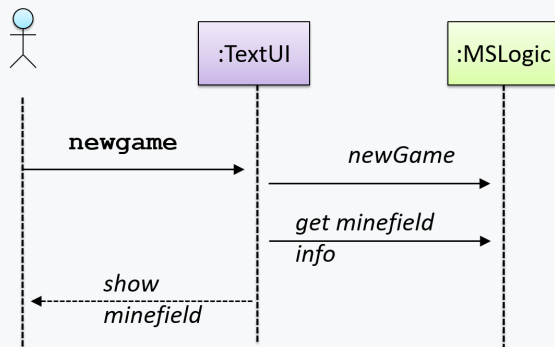 :TextUI
:MSLogic
newgame
newGame
get minefield
info
show
minefield